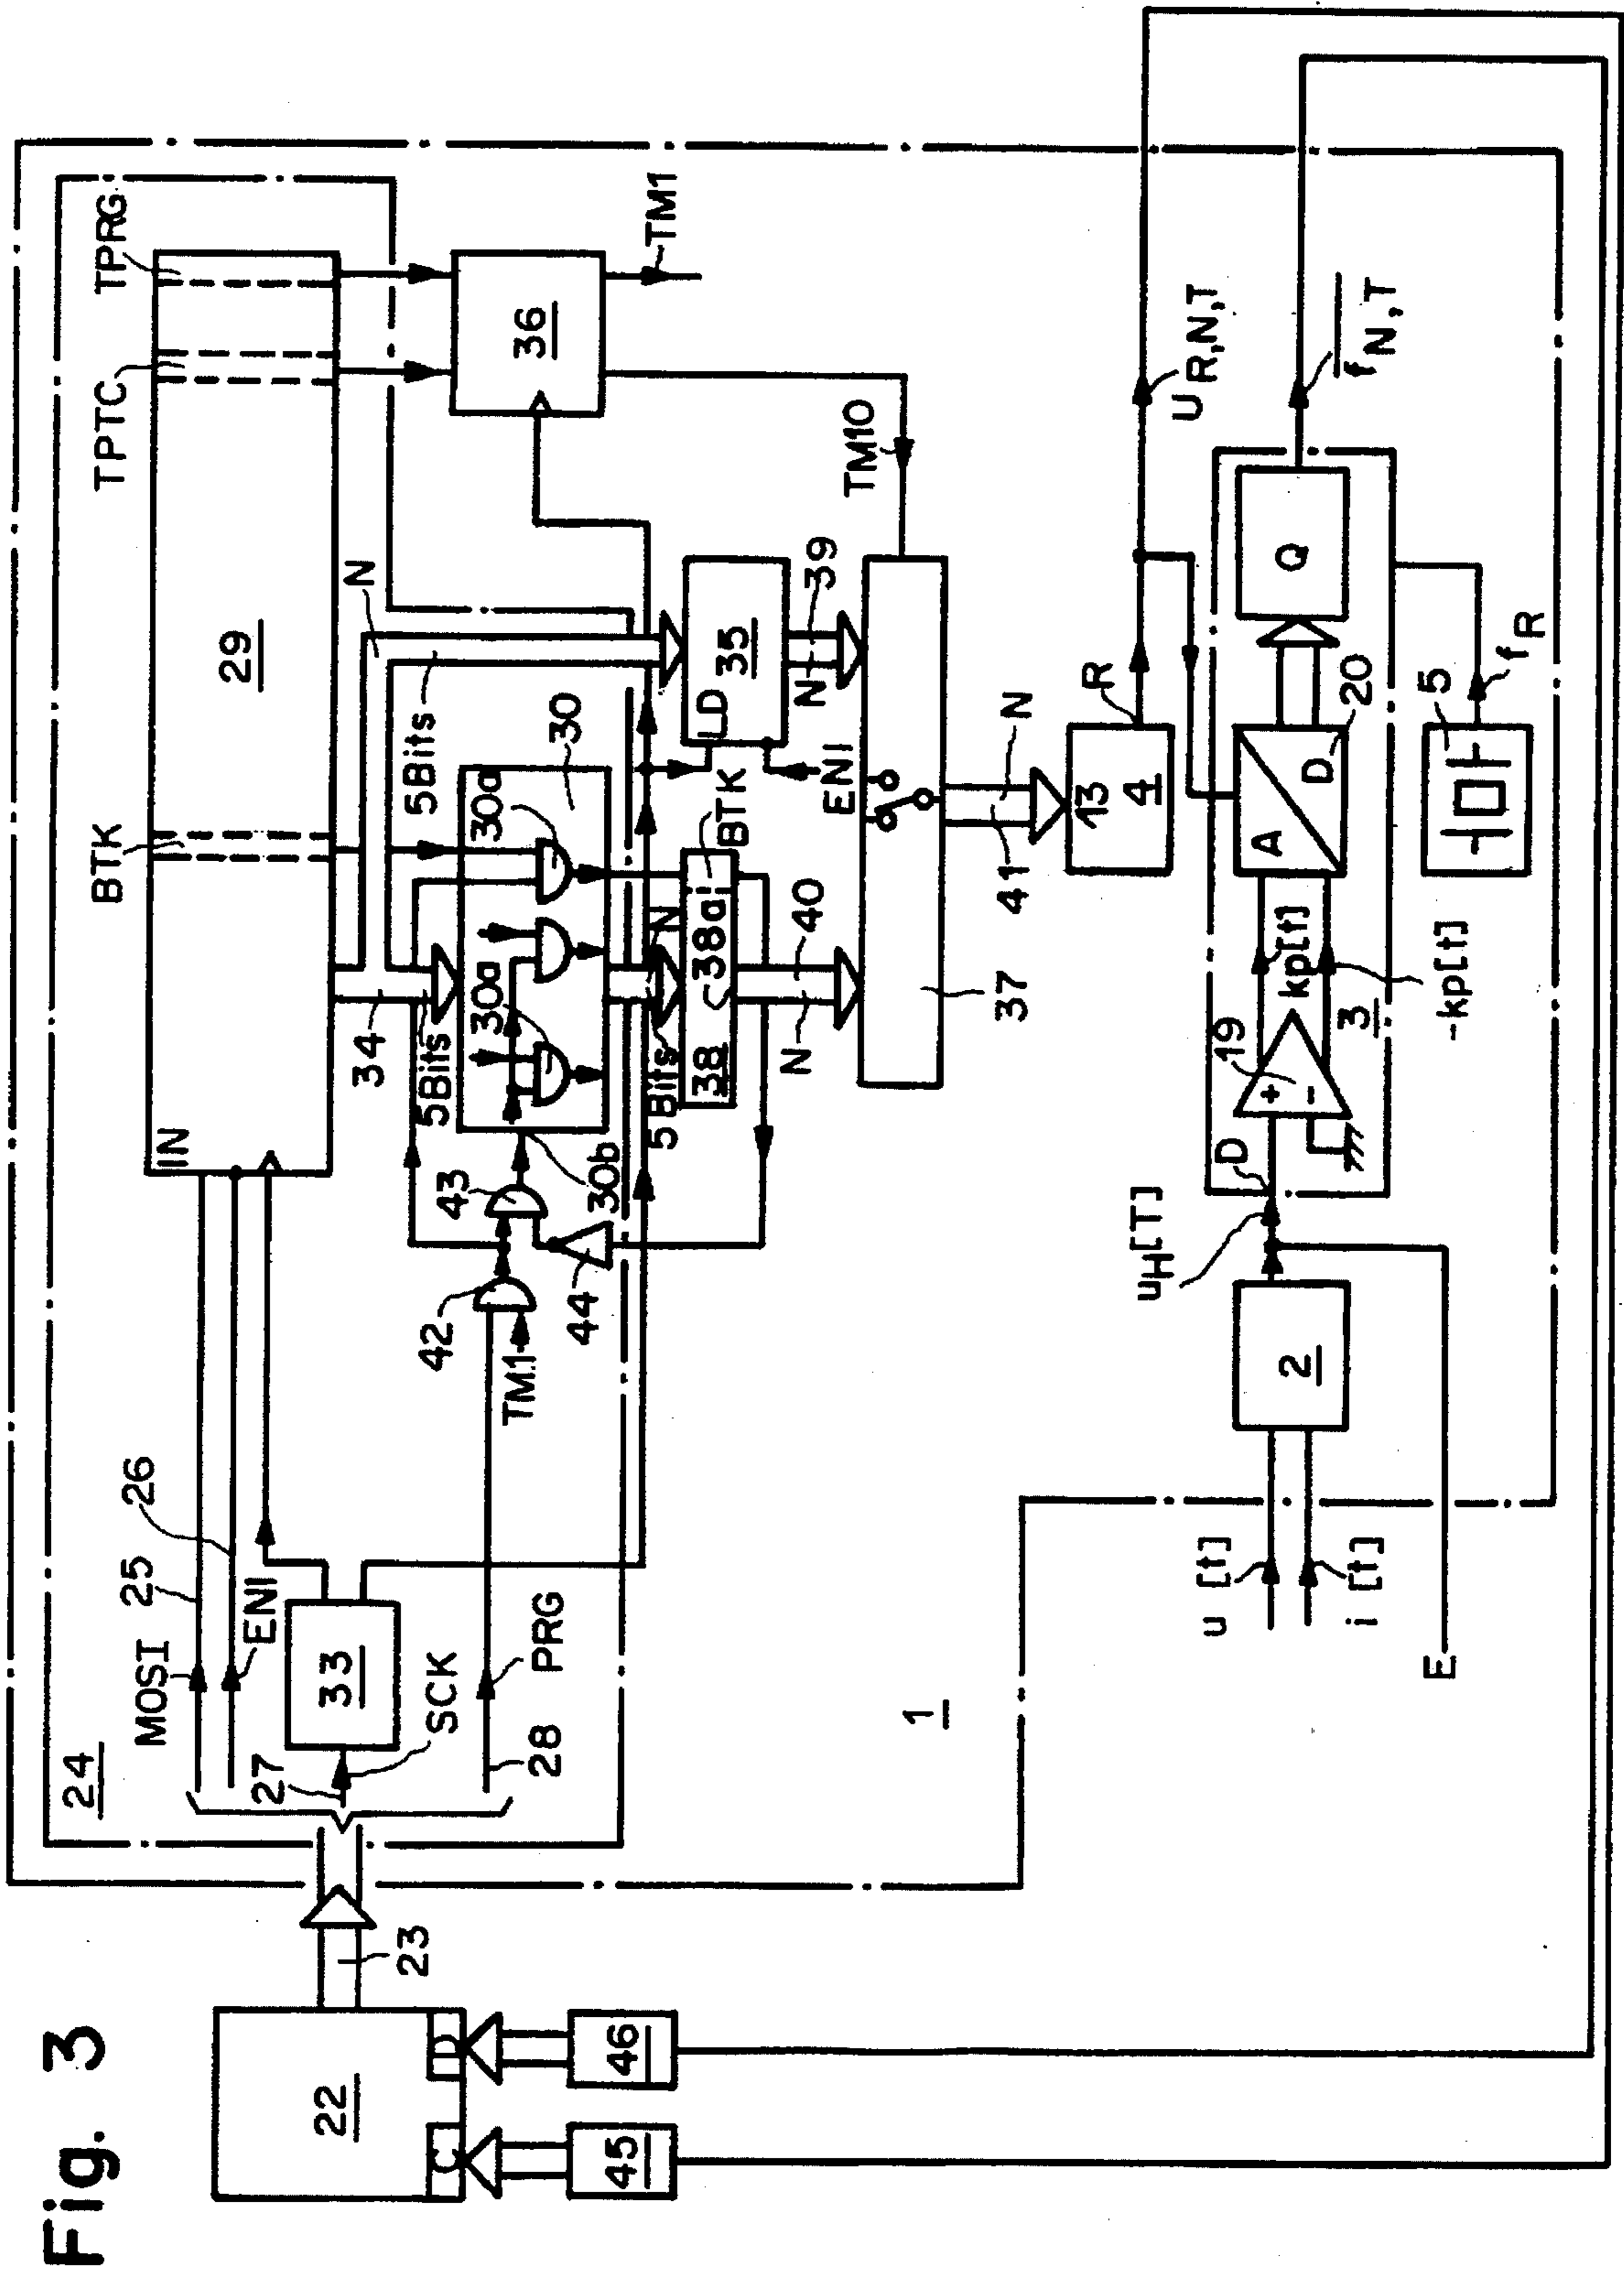 Fig. 3
24
MOSI
25
26
ENI
27
33
SCK
28
PRG
23
22
C
D
45
46
IN
29
BTK
TPTC
TPRG
34
5Bits
N
5Bits
30
30a
30a
30b
43
42
44
TM1
36
TM1
TM10
35
LD
ENI
39
N
38
38a
BTK
5Bits
N
40
N
37
41
N
13
4
R
U R,N,T
1
u [t]
i [t]
E
2
uH[T]
D
19
+
-
3
kp[t]
-kp[t]
A
D
20
Q
5
fR
fN,T